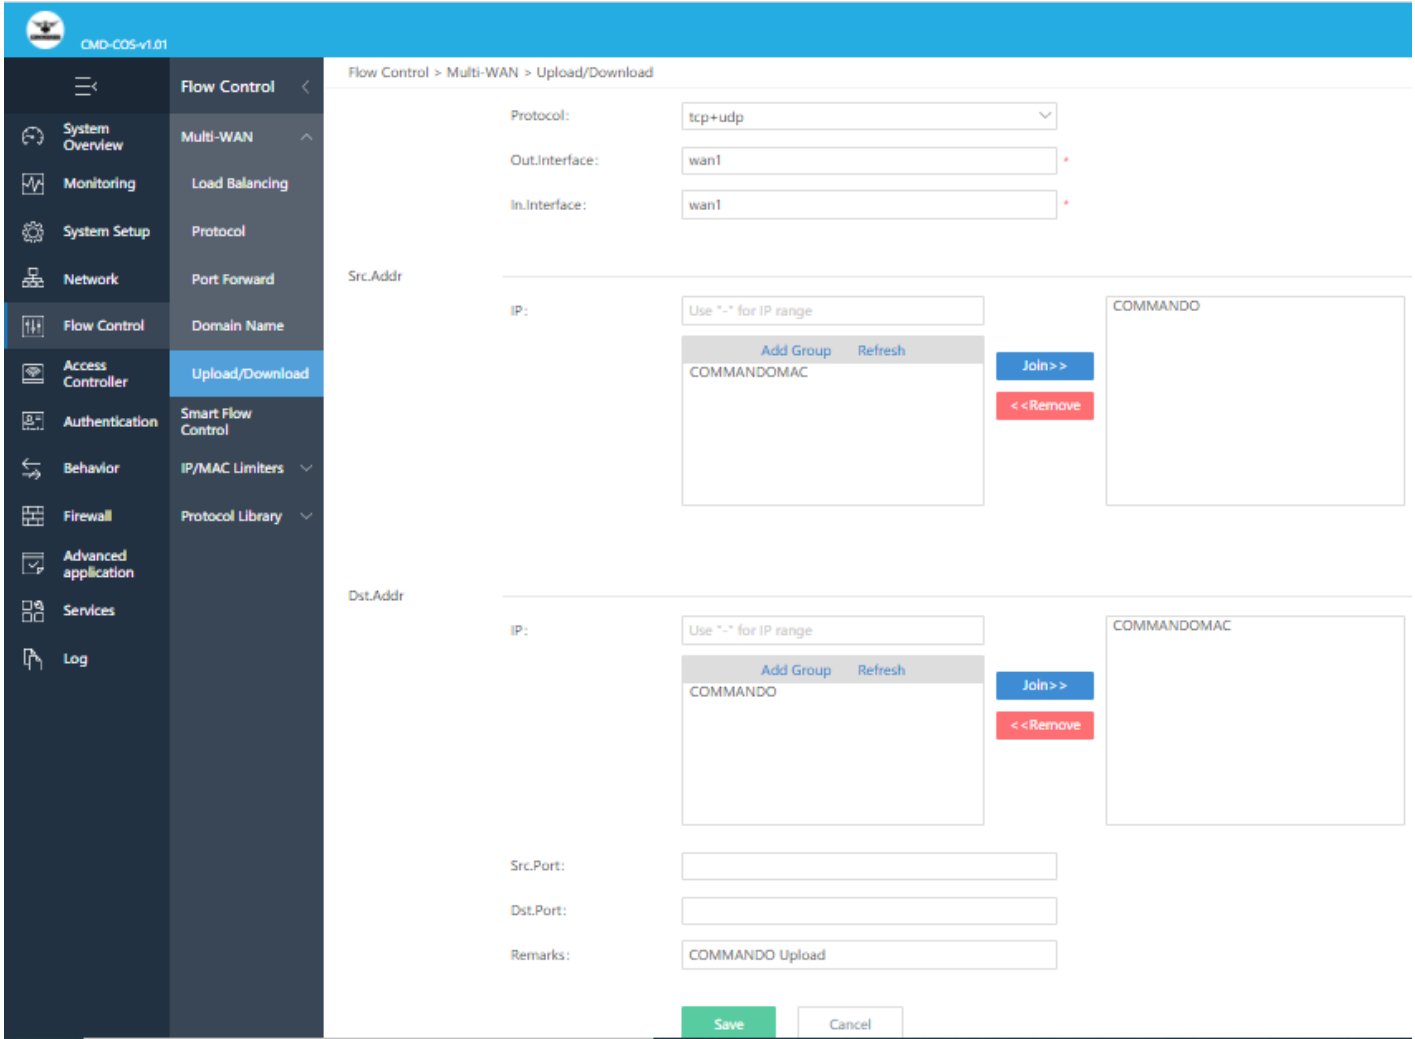 CMD-COS-v1.01
Flow Control
System Overview
Monitoring
System Setup
Network
Flow Control
Access Controller
Authentication
Behavior
Firewall
Advanced application
Services
Log
Multi-WAN
Load Balancing
Protocol
Port Forward
Domain Name
Upload/Download
Smart Flow Control
IP/MAC Limiters
Protocol Library
Flow Control > Multi-WAN > Upload/Download
Protocol: tcp+udp
Out.Interface: wan1 *
In.Interface: wan1 *
Src.Addr
IP: Use "-" for IP range
Add Group Refresh
COMMANDOMAC
Join>>
<<Remove
COMMANDO
Dst.Addr
IP: Use "-" for IP range
Add Group Refresh
COMMANDO
Join>>
<<Remove
COMMANDOMAC
Src.Port:
Dst.Port:
Remarks: COMMANDO Upload
Save Cancel